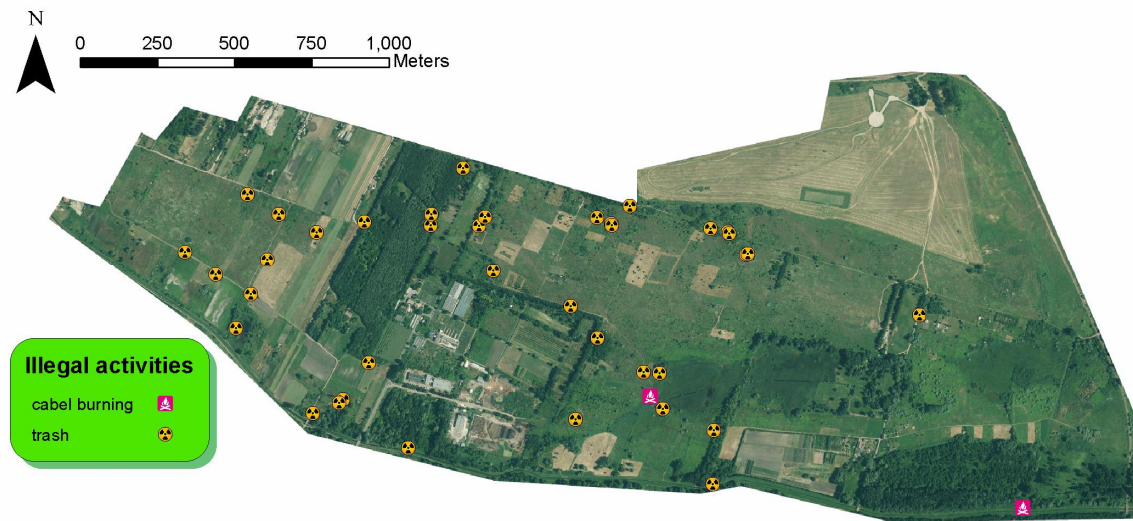 N
0 250 500 750 1,000
Meters
Illegal activities
cabel burning
trash